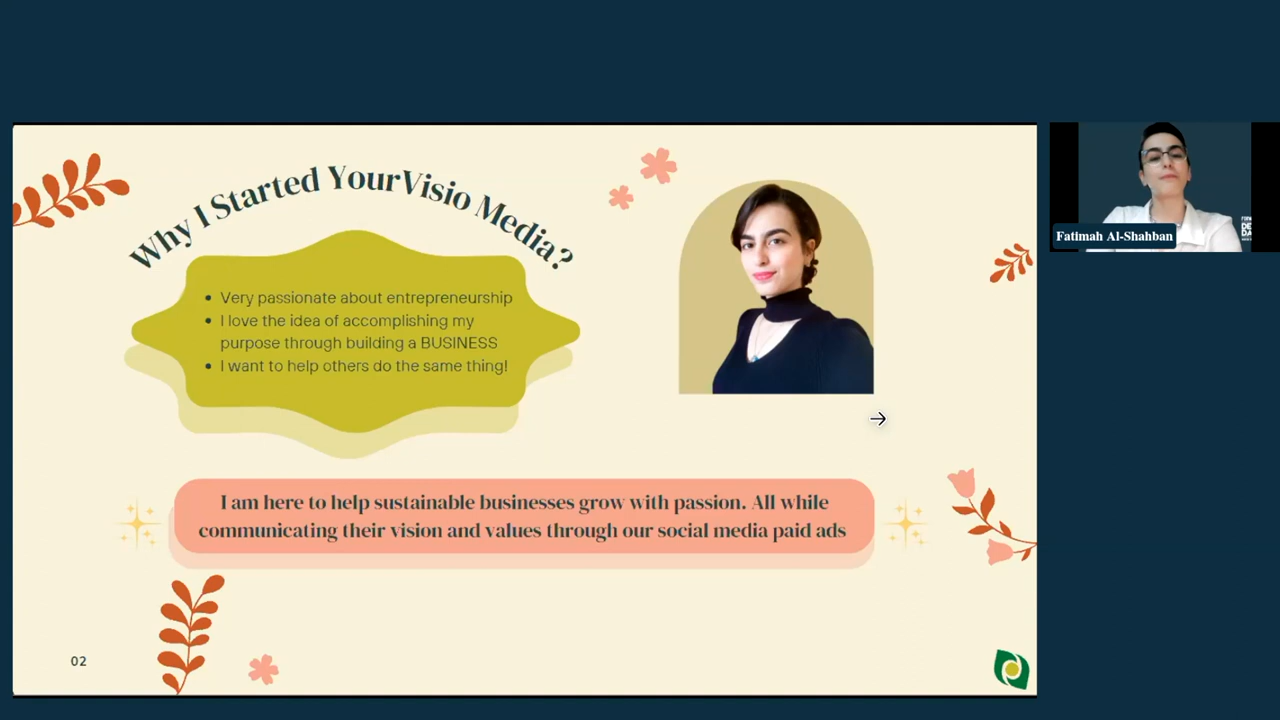 Why I Started YourVisio Media?
Very passionate about entrepreneurship
I love the idea of accomplishing my
purpose through building a BUSINESS
I want to help others do the same thing!
I am here to help sustainable businesses grow with passion. All while
communicating their vision and values through our social media paid ads
02
Fatimah Al-Shahban